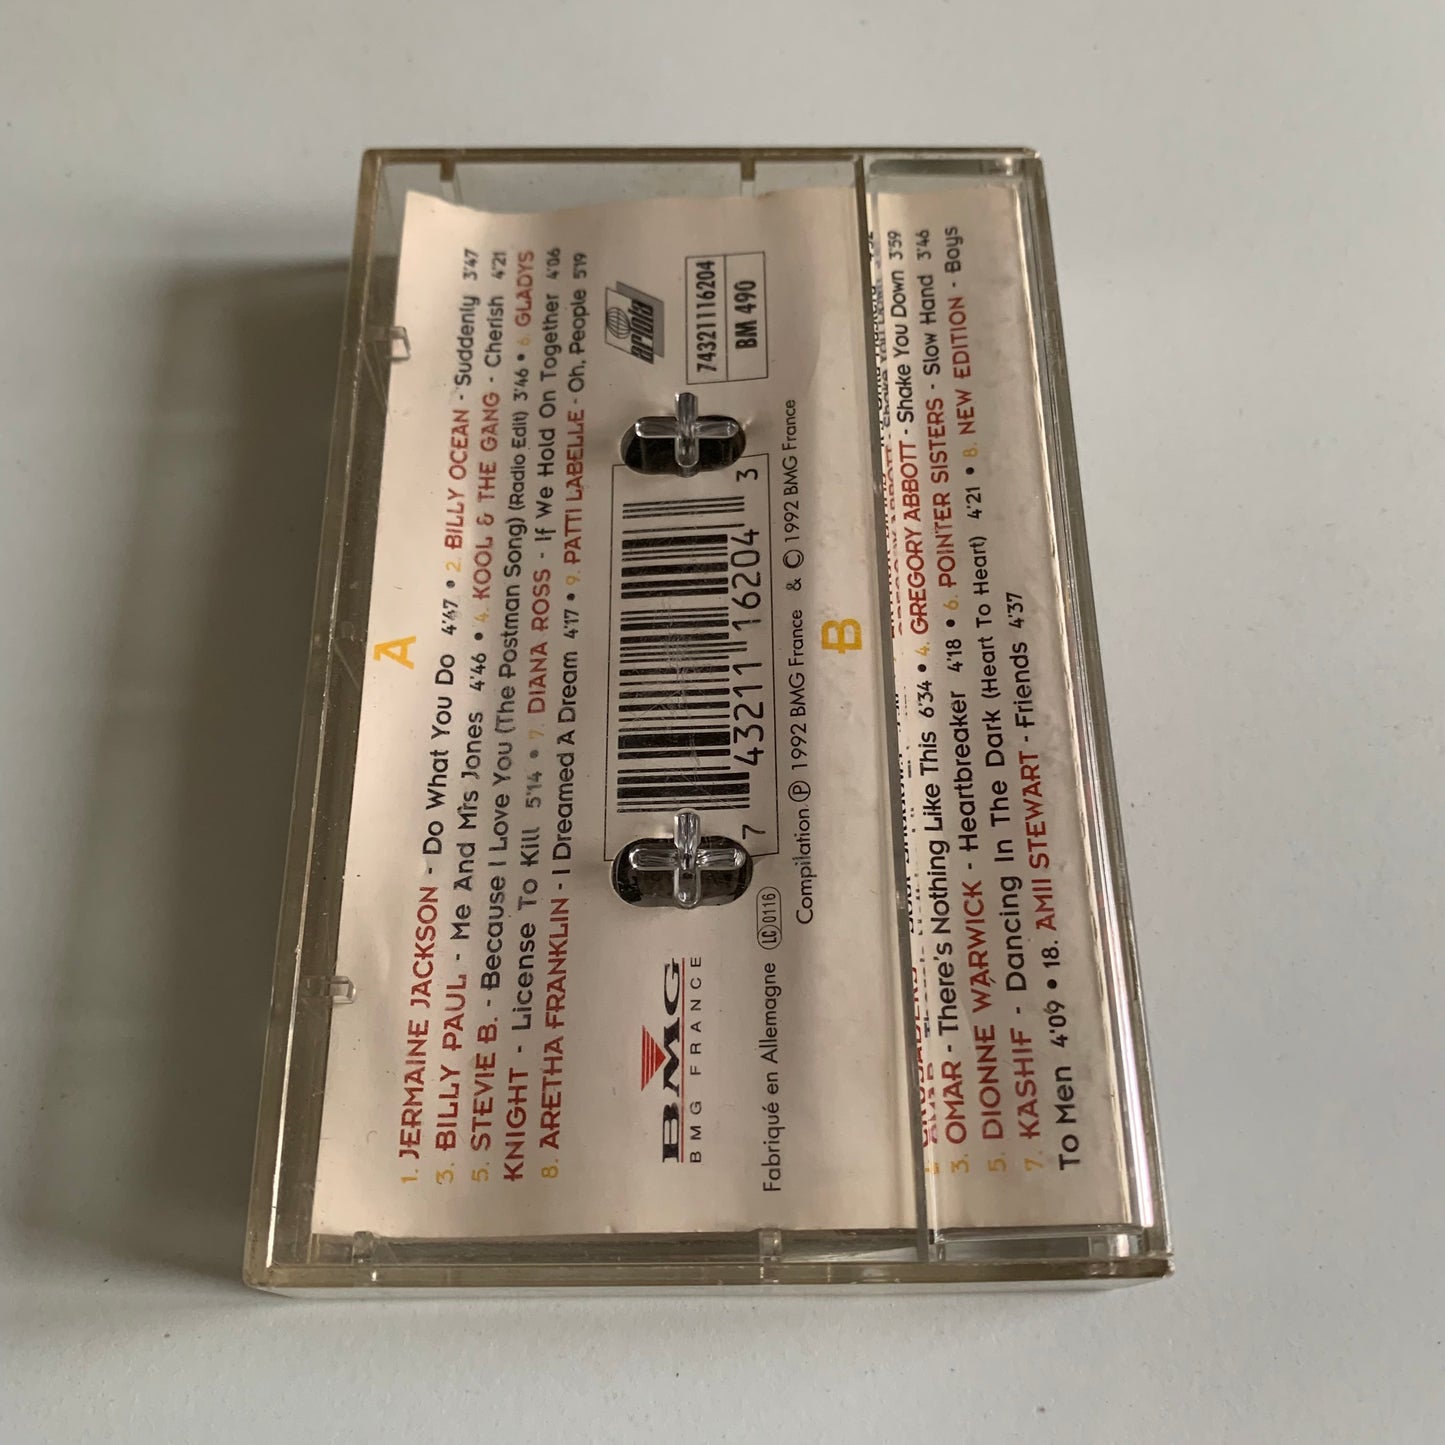 A
1. JERMAINE JACKSON - Do What You Do 4'47 • 2. BILLY OCEAN - Suddenly 3'47
3. BILLY PAUL - Me And Mrs Jones 4'46 • 4. KOOL & THE GANG - Cherish 4'21
5. STEVIE B. - Because I Love You (The Postman Song) (Radio Edit) 3'46 • 6. GLADYS
KNIGHT - License To Kill 5'14 • 7. DIANA ROSS - If We Hold On Together 4'06
8. ARETHA FRANKLIN - I Dreamed A Dream 4'17 • 9. PATTI LABELLE - Oh, People 5'19
BMG
BMG FRANCE
7 43211 16204 3
ariola
74321116204
BM 490
Fabriqué en Allemagne LC 0116
Compilation ℗ 1992 BMG France & © 1992 BMG France
B
3. OMAR - There's Nothing Like This 6'34 • 4. GREGORY ABBOTT - Shake You Down 3'59
5. DIONNE WARWICK - Heartbreaker 4'18 • 6. POINTER SISTERS - Slow Hand 3'46
7. KASHIF - Dancing In The Dark (Heart To Heart) 4'21 • 8. NEW EDITION - Boys
To Men 4'09 • 18. AMII STEWART - Friends 4'37